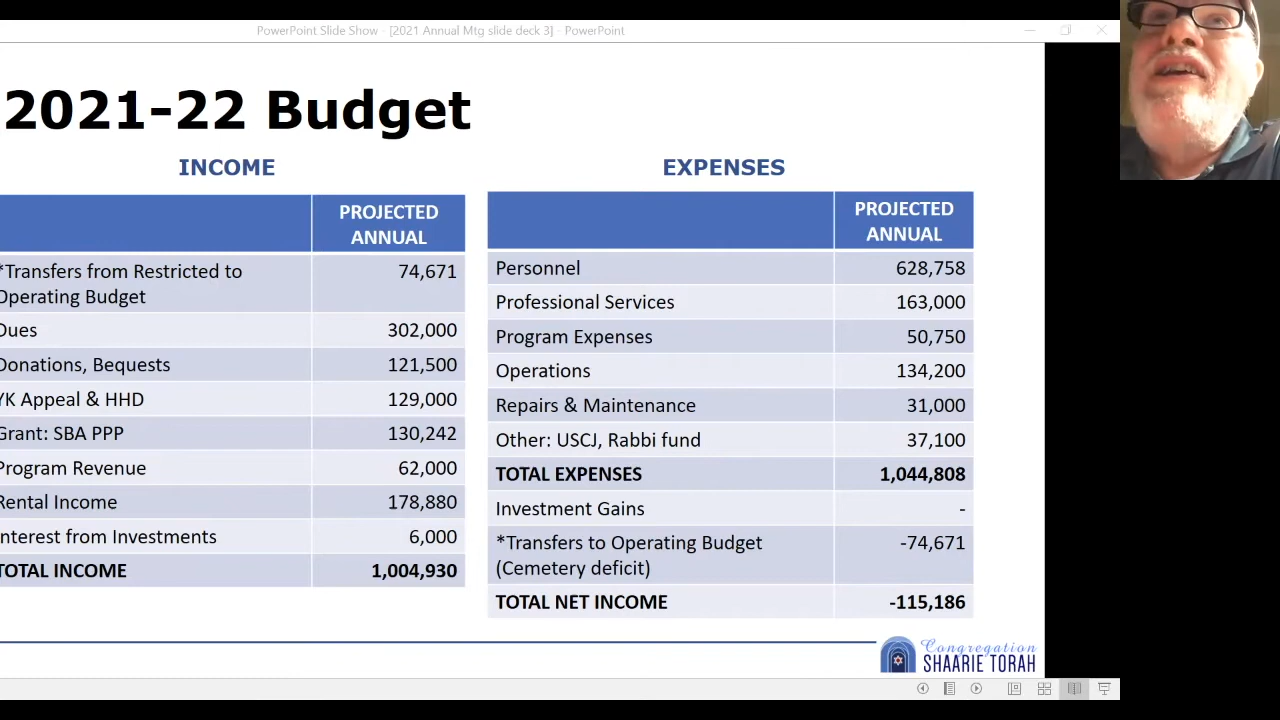 PowerPoint Slide Show - [2021 Annual Mtg slide deck 3] - PowerPoint
2021-22 Budget
INCOME
PROJECTED
ANNUAL
*Transfers from Restricted to
Operating Budget 74,671
Dues 302,000
Donations, Bequests 121,500
YK Appeal & HHD 129,000
Grant: SBA PPP 130,242
Program Revenue 62,000
Rental Income 178,880
Interest from Investments 6,000
TOTAL INCOME 1,004,930
EXPENSES
PROJECTED
ANNUAL
Personnel 628,758
Professional Services 163,000
Program Expenses 50,750
Operations 134,200
Repairs & Maintenance 31,000
Other: USCJ, Rabbi fund 37,100
TOTAL EXPENSES 1,044,808
Investment Gains -
*Transfers to Operating Budget -74,671
(Cemetery deficit)
TOTAL NET INCOME -115,186
Congregation
SHAARIE TORAH